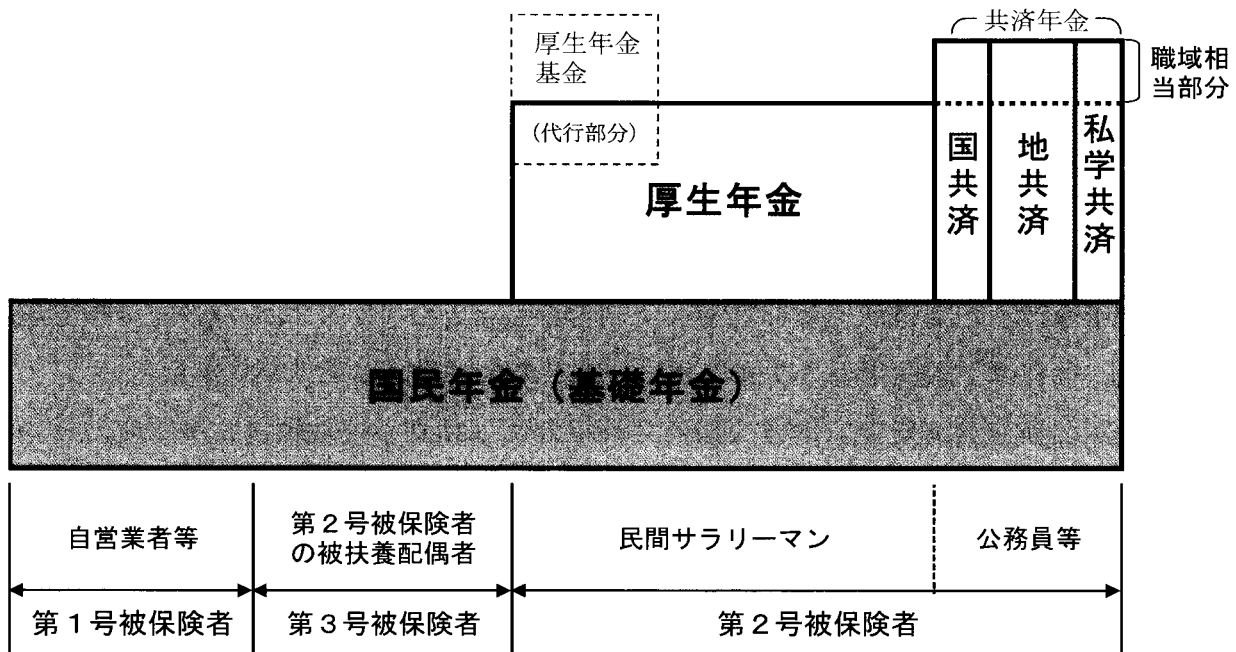 共済年金
厚生年金
基金
職域相
当部分
(代行部分)
厚生年金
国共済
地共済
私学共済
国民年金(基礎年金)
自営業者等
第2号被保険者
の被扶養配偶者
民間サラリーマン
公務員等
第1号被保険者
第3号被保険者
第2号被保険者